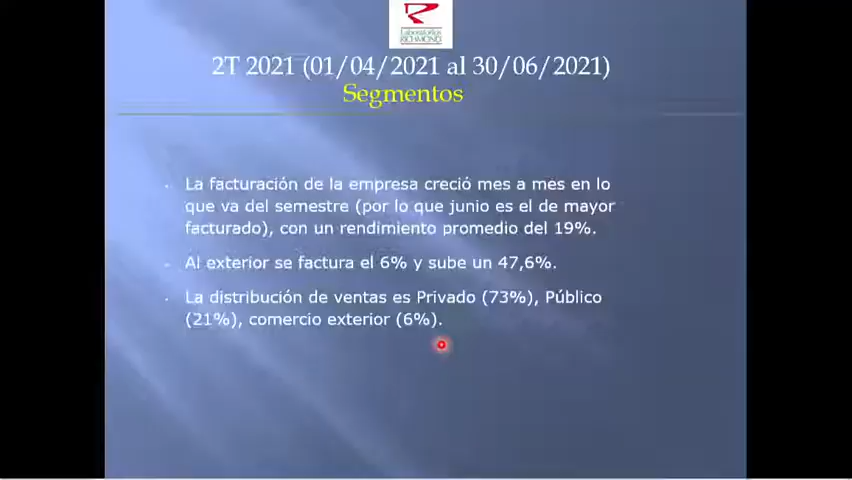 Laboratorios
RICHMOND
2T 2021 (01/04/2021 al 30/06/2021)
Segmentos
La facturación de la empresa creció mes a mes en lo
que va del semestre (por lo que junio es el de mayor
facturado), con un rendimiento promedio del 19%.
Al exterior se factura el 6% y sube un 47,6%.
La distribución de ventas es Privado (73%), Público
(21%), comercio exterior (6%).